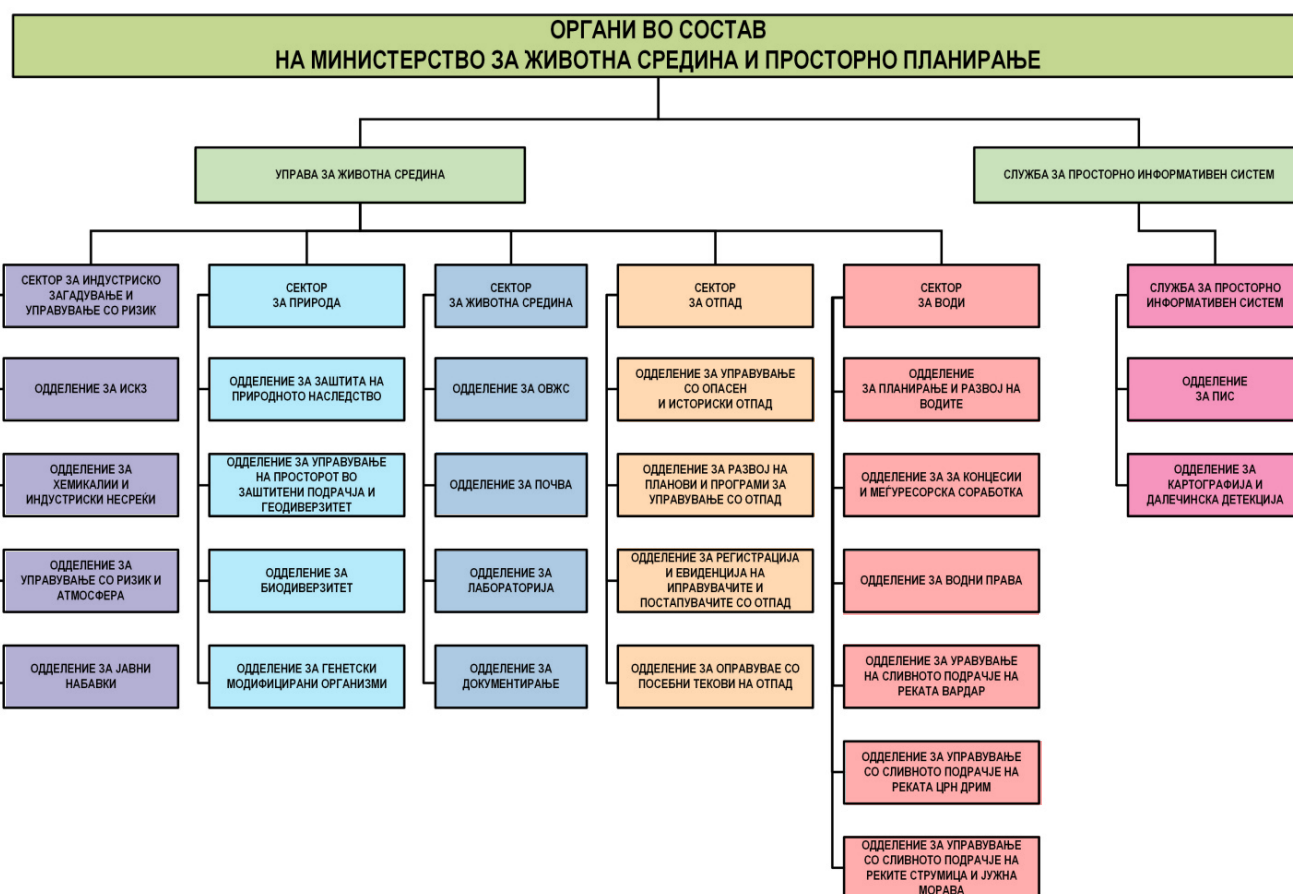 ОРГАНИ ВО СОСТАВ
НА МИНИСТЕРСТВО ЗА ЖИВОТНА СРЕДИНА И ПРОСТОРНО ПЛАНИРАЊЕ
УПРАВА ЗА ЖИВОТНА СРЕДИНА
СЛУЖБА ЗА ПРОСТОРНО ИНФОРМАТИВЕН СИСТЕМ
СЕКТОР ЗА ИНДУСТРИСКО
ЗАГАДУВАЊЕ И
УПРАВУВАЊЕ СО РИЗИК
ОДДЕЛЕНИЕ ЗА ИСКЗ
ОДДЕЛЕНИЕ ЗА
ХЕМИКАЛИИ И
ИНДУСТРИСКИ НЕСРЕЌИ
ОДДЕЛЕНИЕ ЗА
УПРАВУВАЊЕ СО РИЗИК И
АТМОСФЕРА
ОДДЕЛЕНИЕ ЗА ЈАВНИ
НАБАВКИ
СЕКТОР
ЗА ПРИРОДА
ОДДЕЛЕНИЕ ЗА ЗАШТИТА НА
ПРИРОДНОТО НАСЛЕДСТВО
ОДДЕЛЕНИЕ ЗА УПРАВУВАЊЕ
НА ПРОСТОРОТ ВО
ЗАШТИТЕНИ ПОДРАЧЈА И
ГЕОДИВЕРЗИТЕТ
ОДДЕЛЕНИЕ ЗА
БИОДИВЕРЗИТЕТ
ОДДЕЛЕНИЕ ЗА ГЕНЕТСКИ
МОДИФИЦИРАНИ ОРГАНИЗМИ
СЕКТОР
ЗА ЖИВОТНА СРЕДИНА
ОДДЕЛЕНИЕ ЗА ОВЖС
ОДДЕЛЕНИЕ ЗА ПОЧВА
ОДДЕЛЕНИЕ ЗА
ЛАБОРАТОРИЈА
ОДДЕЛЕНИЕ ЗА
ДОКУМЕНТИРАЊЕ
СЕКТОР
ЗА ОТПАД
ОДДЕЛЕНИЕ ЗА УПРАВУВАЊЕ
СО ОПАСЕН
И ИСТОРИСКИ ОТПАД
ОДДЕЛЕНИЕ ЗА РАЗВОЈ НА
ПЛАНОВИ И ПРОГРАМИ ЗА
УПРАВУВАЊЕ СО ОТПАД
ОДДЕЛЕНИЕ ЗА РЕГИСТРАЦИЈА
И ЕВИДЕНЦИЈА НА
ИПРАВУВАЧИТЕ И
ПОСТАПУВАЧИТЕ СО ОТПАД
ОДДЕЛЕНИЕ ЗА ОПРАВУВАЕ СО
ПОСЕБНИ ТЕКОВИ НА ОТПАД
СЕКТОР
ЗА ВОДИ
ОДДЕЛЕНИЕ
ЗА ПЛАНИРАЊЕ И РАЗВОЈ НА
ВОДИТЕ
ОДДЕЛЕНИЕ ЗА ЗА КОНЦЕСИИ
И МЕЃУРЕСОРСКА СОРАБОТКА
ОДДЕЛЕНИЕ ЗА ВОДНИ ПРАВА
ОДДЕЛЕНИЕ ЗА УРАВУВАЊЕ
НА СЛИВНОТО ПОДРАЧЈЕ НА
РЕКАТА ВАРДАР
ОДДЕЛЕНИЕ ЗА УПРАВУВАЊЕ
СО СЛИВНОТО ПОДРАЧЈЕ НА
РЕКАТА ЦРН ДРИМ
ОДДЕЛЕНИЕ ЗА УПРАВУВАЊЕ
СО СЛИВНОТО ПОДРАЧЈЕ НА
РЕКИТЕ СТРУМИЦА И ЈУЖНА
МОРАВА
СЛУЖБА ЗА ПРОСТОРНО
ИНФОРМАТИВЕН СИСТЕМ
ОДДЕЛЕНИЕ
ЗА ПИС
ОДДЕЛЕНИЕ ЗА
КАРТОГРАФИЈА И
ДАЛЕЧИНСКА ДЕТЕКЦИЈА